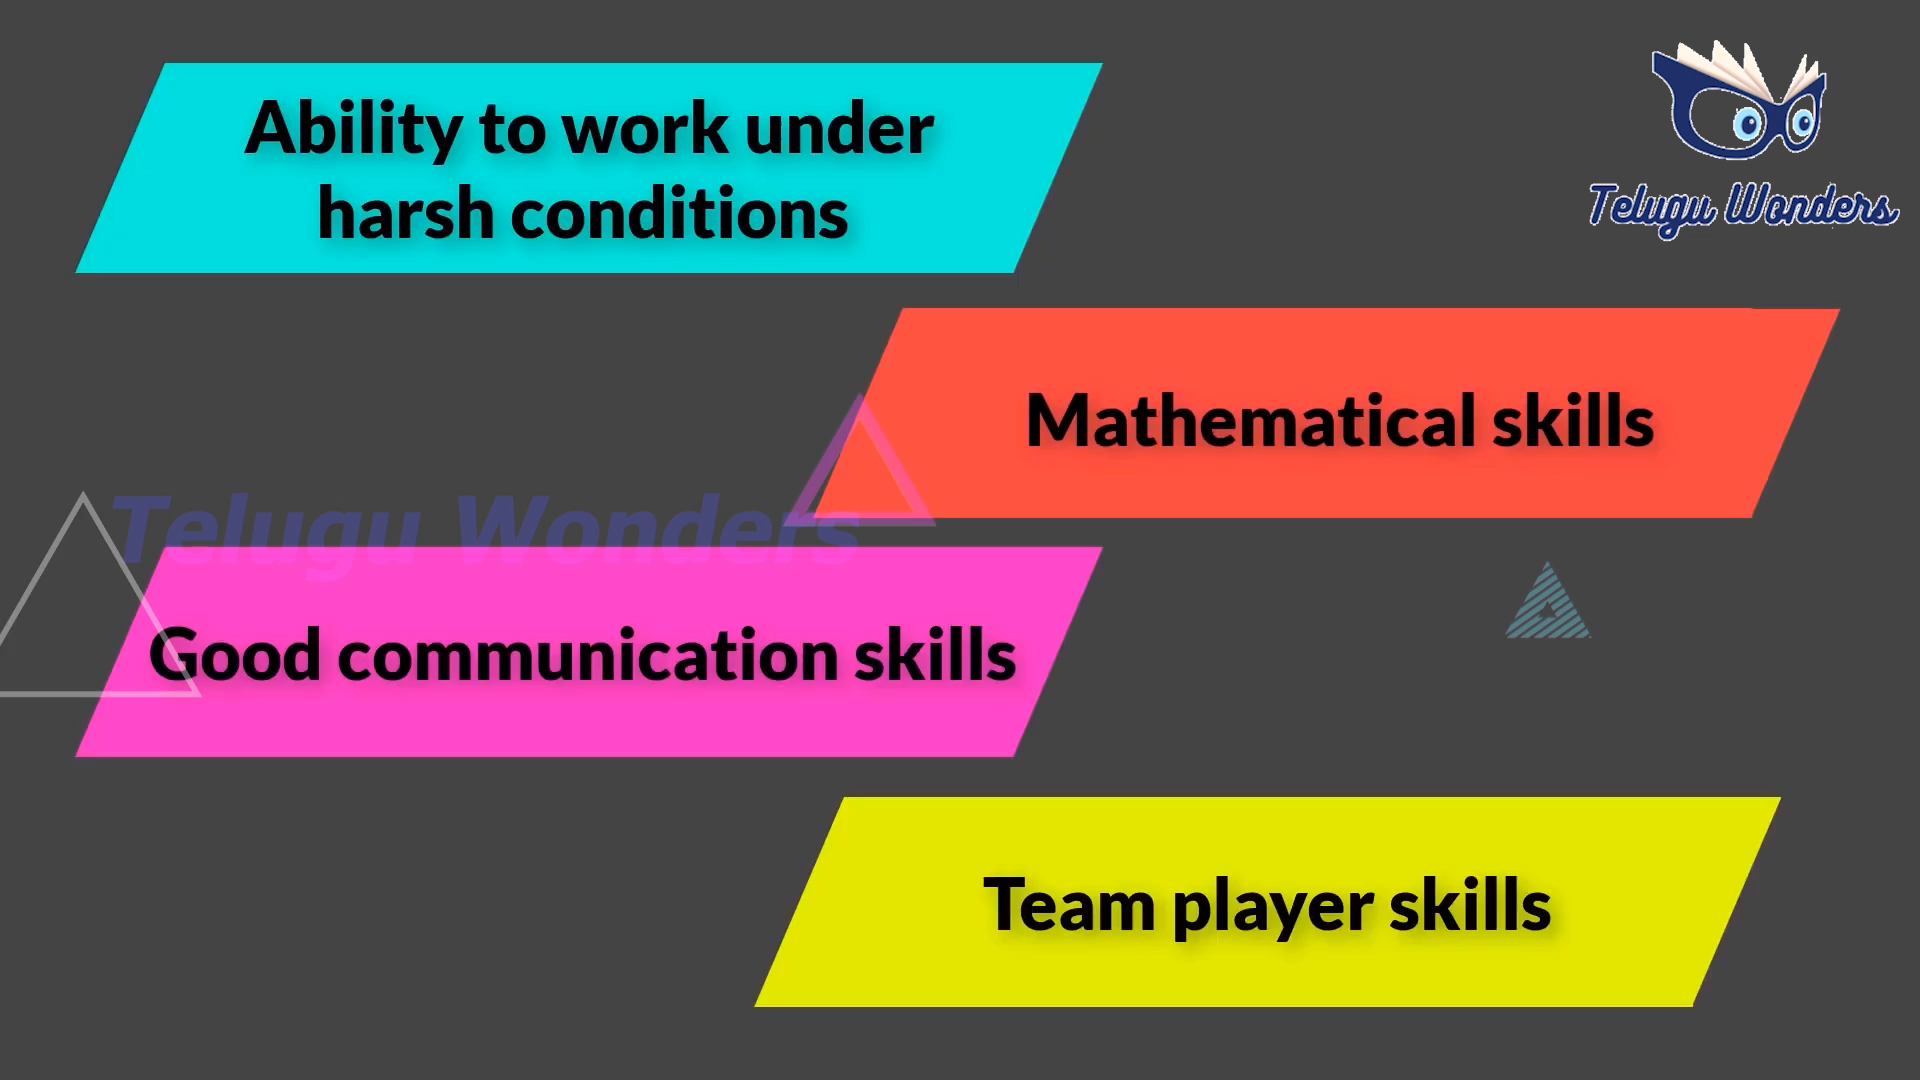 Ability to work under
harsh conditions
Telugu Wonders
Mathematical skills
Telugu Wonders
Good communication skills
Team player skills